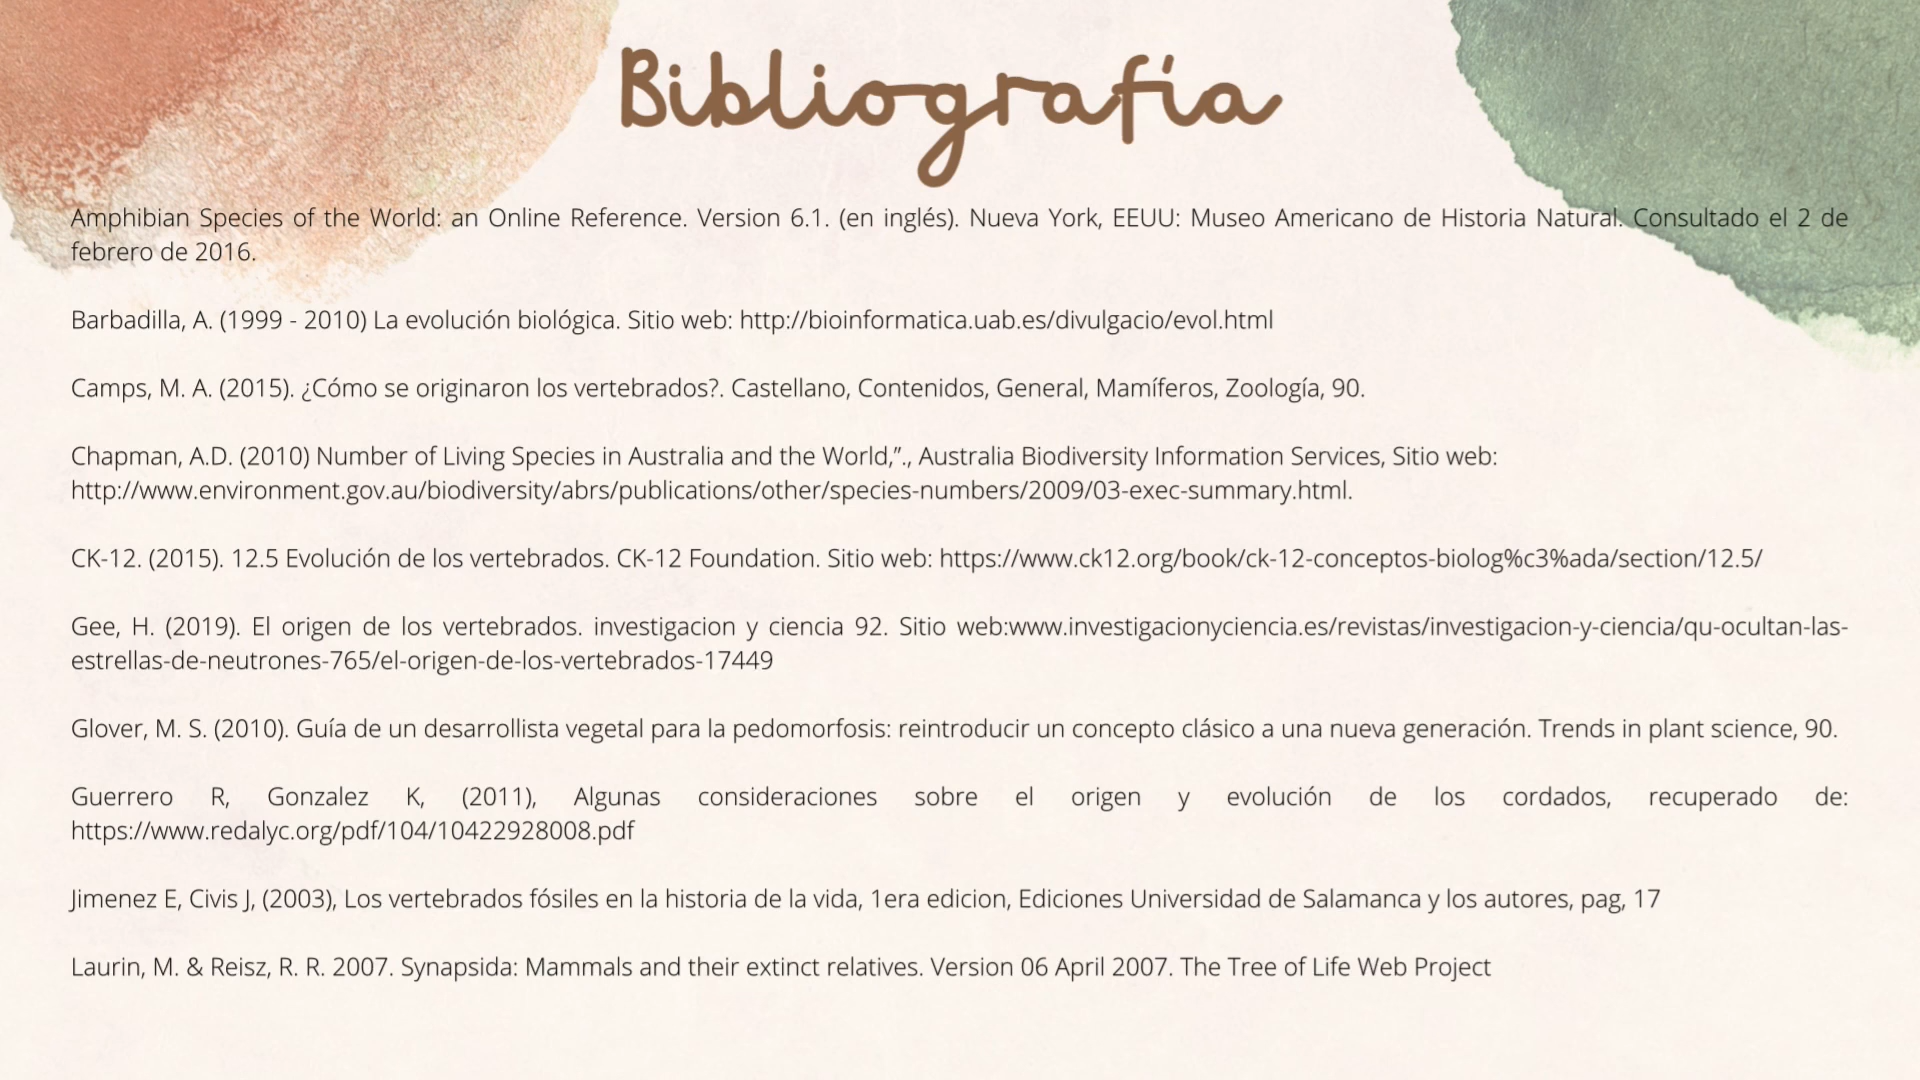 Bibliografía
Amphibian Species of the World: an Online Reference. Version 6.1. (en inglés). Nueva York, EEUU: Museo Americano de Historia Natural. Consultado el 2 de
febrero de 2016.
Barbadilla, A. (1999 - 2010) La evolución biológica. Sitio web: http://bioinformatica.uab.es/divulgacio/evol.html
Camps, M. A. (2015). ¿Cómo se originaron los vertebrados?. Castellano, Contenidos, General, Mamíferos, Zoología, 90.
Chapman, A.D. (2010) Number of Living Species in Australia and the World,”., Australia Biodiversity Information Services, Sitio web:
http://www.environment.gov.au/biodiversity/abrs/publications/other/species-numbers/2009/03-exec-summary.html.
CK-12. (2015). 12.5 Evolución de los vertebrados. CK-12 Foundation. Sitio web: https://www.ck12.org/book/ck-12-conceptos-biolog%c3%ada/section/12.5/
Gee, H. (2019). El origen de los vertebrados. investigacion y ciencia 92. Sitio web:www.investigacionyciencia.es/revistas/investigacion-y-ciencia/qu-ocultan-las-
estrellas-de-neutrones-765/el-origen-de-los-vertebrados-17449
Glover, M. S. (2010). Guía de un desarrollista vegetal para la pedomorfosis: reintroducir un concepto clásico a una nueva generación. Trends in plant science, 90.
Guerrero R, Gonzalez K, (2011), Algunas consideraciones sobre el origen y evolución de los cordados, recuperado de:
https://www.redalyc.org/pdf/104/10422928008.pdf
Jimenez E, Civis J, (2003), Los vertebrados fósiles en la historia de la vida, 1era edicion, Ediciones Universidad de Salamanca y los autores, pag, 17
Laurin, M. & Reisz, R. R. 2007. Synapsida: Mammals and their extinct relatives. Version 06 April 2007. The Tree of Life Web Project